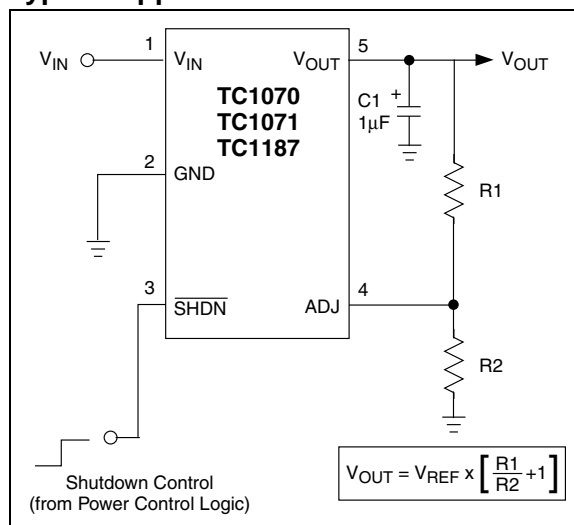 1
5
V_IN
V_IN
V_OUT
V_OUT
TC1070
TC1071
TC1187
C1
+
1µF
2
GND
R1
3
4
SHDN
ADJ
R2
Shutdown Control
(from Power Control Logic)
V_OUT = V_REF x [ R1/R2 +1 ]